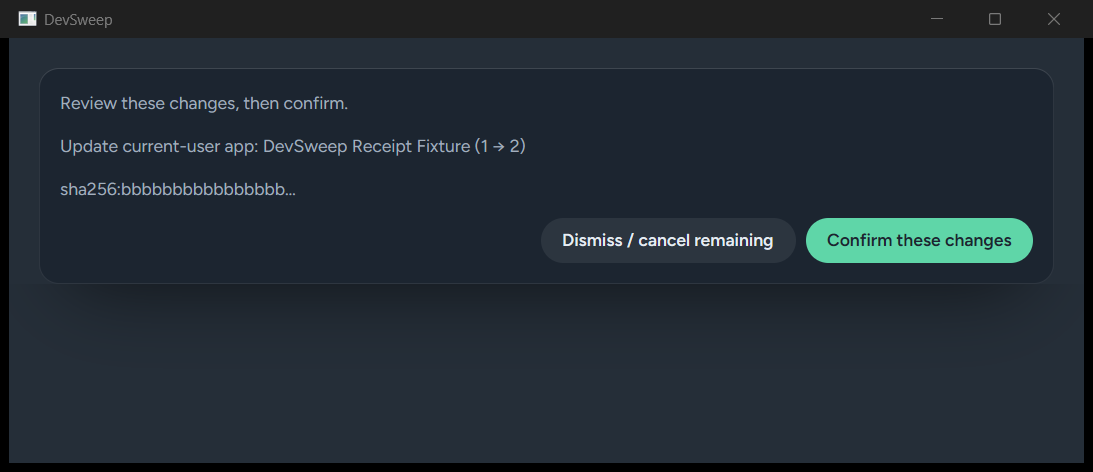 DevSweep
Review these changes, then confirm.
Update current-user app: DevSweep Receipt Fixture (1 → 2)
sha256:bbbbbbbbbbbbbbbb...
Dismiss / cancel remaining
Confirm these changes